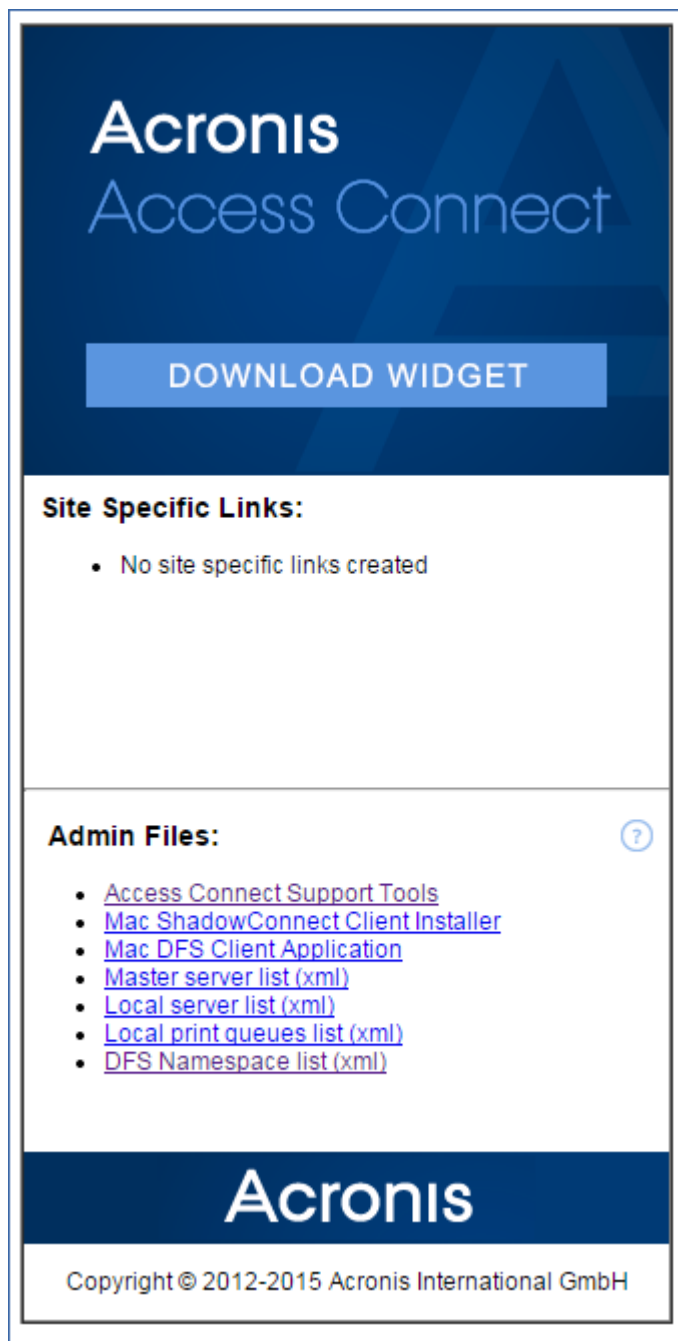 Acronis
Access Connect
DOWNLOAD WIDGET
Site Specific Links:
• No site specific links created
Admin Files:
?
• Access Connect Support Tools
• Mac ShadowConnect Client Installer
• Mac DFS Client Application
• Master server list (xml)
• Local server list (xml)
• Local print queues list (xml)
• DFS Namespace list (xml)
Acronis
Copyright © 2012-2015 Acronis International GmbH